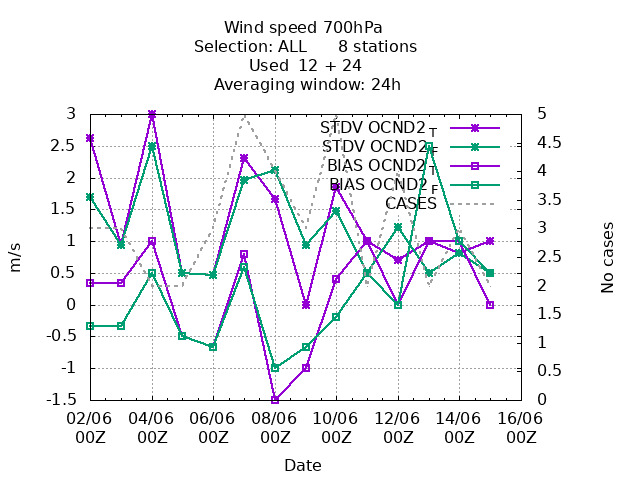 Wind speed 700hPa
Selection: ALL 8 stations
Used 12 + 24
Averaging window: 24h
STDV OCND2 T
STDV OCND2 F
BIAS OCND2 T
BIAS OCND2 F
CASES
3
2.5
2
1.5
1
0.5
0
-0.5
-1
-1.5
m/s
5
4.5
4
3.5
3
2.5
2
1.5
1
0.5
0
No cases
02/06 04/06 06/06 08/06 10/06 12/06 14/06 16/06
00Z 00Z 00Z 00Z 00Z 00Z 00Z 00Z
Date